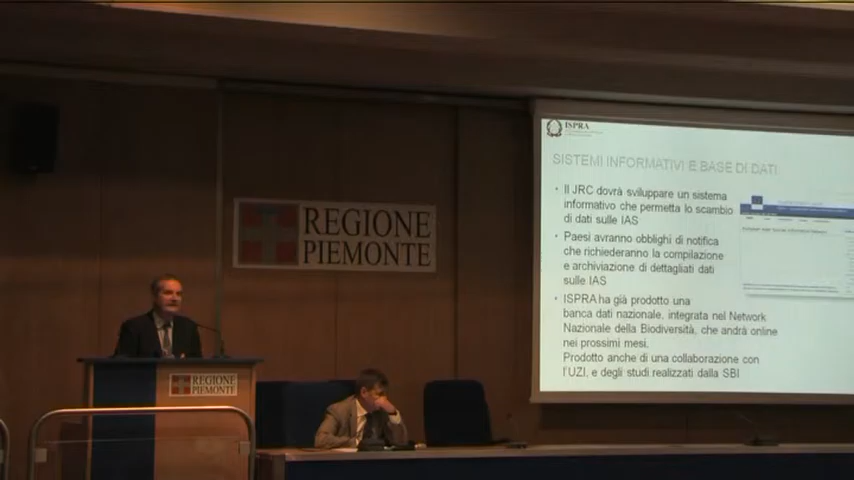 ISPRA
SISTEMI INFORMATIVI E BASE DI DATI
• Il JRC dovrà sviluppare un sistema
informativo che permetta lo scambio
di dati sulle IAS
• Paesi avranno obblighi di notifica
che richiederanno la compilazione
e archiviazione di dettagliati dati
sulle IAS
• ISPRA ha già prodotto una
banca dati nazionale, integrata nel Network
Nazionale della Biodiversità, che andrà online
nei prossimi mesi.
Prodotto anche di una collaborazione con
l'UZI, e degli studi realizzati dalla SBI
REGIONE
PIEMONTE
REGIONE
PIEMONTE